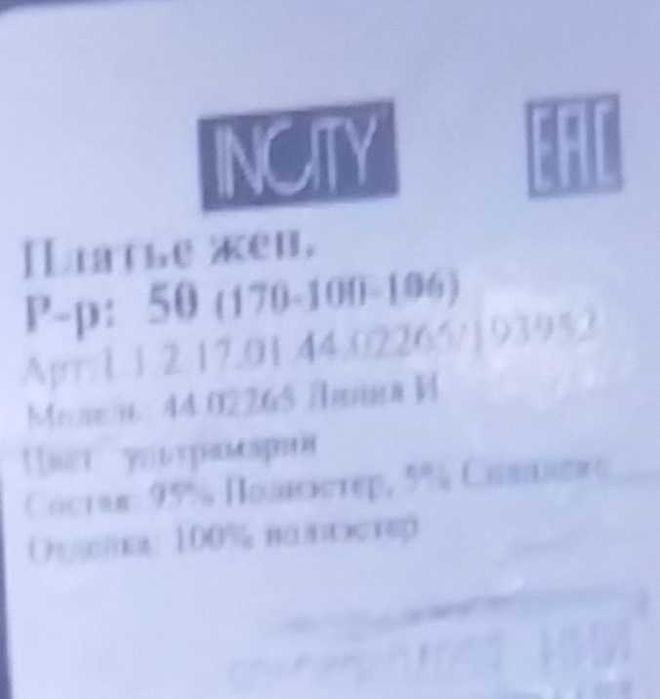 INCITY EAC
Платье жен.
Р-р: 50 (170-100-106)
Арт: 1.1.2.17.01.44.02265/193952
Модель: 44.02265 Линия И
Цвет: ультрамарин
Состав: 95% Полиэстер, 5% Спандекс
Отделка: 100% полиэстер